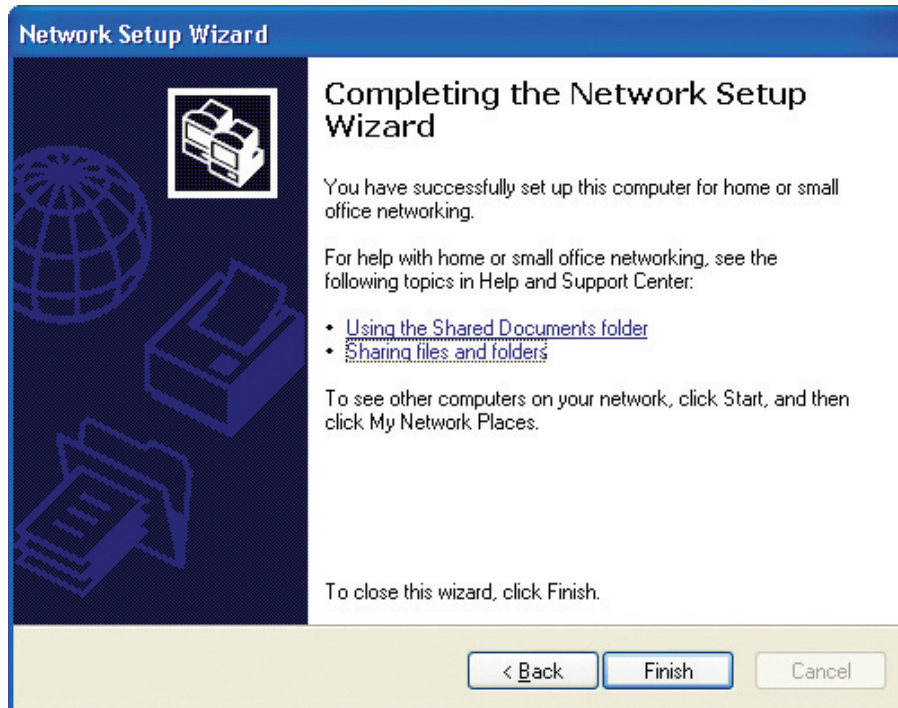 Network Setup Wizard
Completing the Network Setup
Wizard
You have successfully set up this computer for home or small
office networking.
For help with home or small office networking, see the
following topics in Help and Support Center:
• Using the Shared Documents folder
• Sharing files and folders
To see other computers on your network, click Start, and then
click My Network Places.
To close this wizard, click Finish.
< Back Finish Cancel